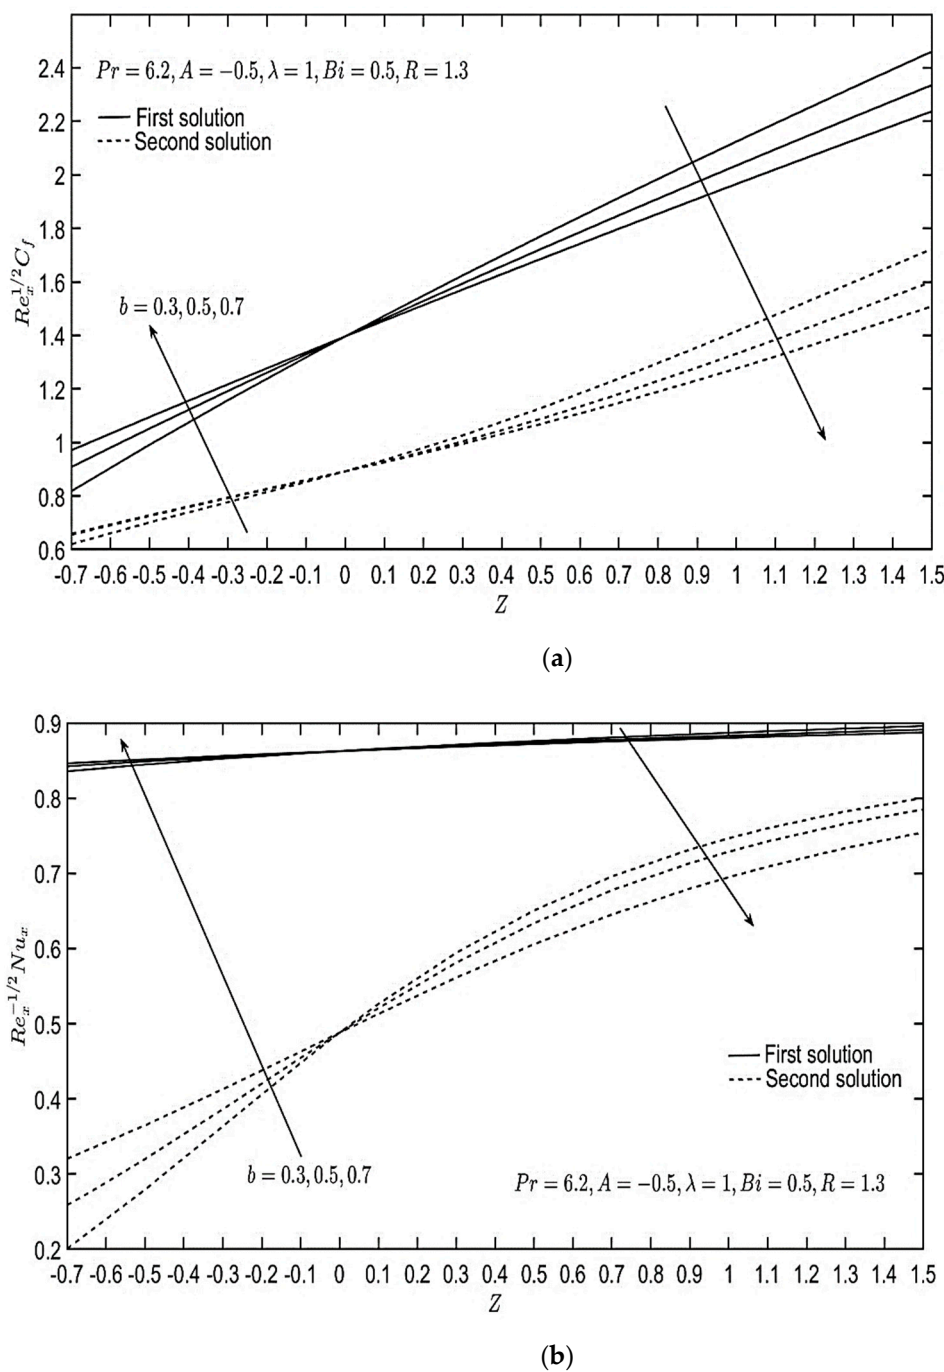 Pr = 6.2, A = −0.5, λ = 1, Bi = 0.5, R = 1.3
First solution
Second solution
b = 0.3, 0.5, 0.7
Re_x^{1/2} C_f
2.4
2.2
2
1.8
1.6
1.4
1.2
1
0.8
0.6
-0.7 -0.6 -0.5 -0.4 -0.3 -0.2 -0.1 0 0.1 0.2 0.3 0.4 0.5 0.6 0.7 0.8 0.9 1 1.1 1.2 1.3 1.4 1.5
Z
(a)
0.9
0.8
0.7
0.6
0.5
0.4
0.3
0.2
Re_x^{−1/2} Nu_x
First solution
Second solution
b = 0.3, 0.5, 0.7
Pr = 6.2, A = −0.5, λ = 1, Bi = 0.5, R = 1.3
-0.7 -0.6 -0.5 -0.4 -0.3 -0.2 -0.1 0 0.1 0.2 0.3 0.4 0.5 0.6 0.7 0.8 0.9 1 1.1 1.2 1.3 1.4 1.5
Z
(b)